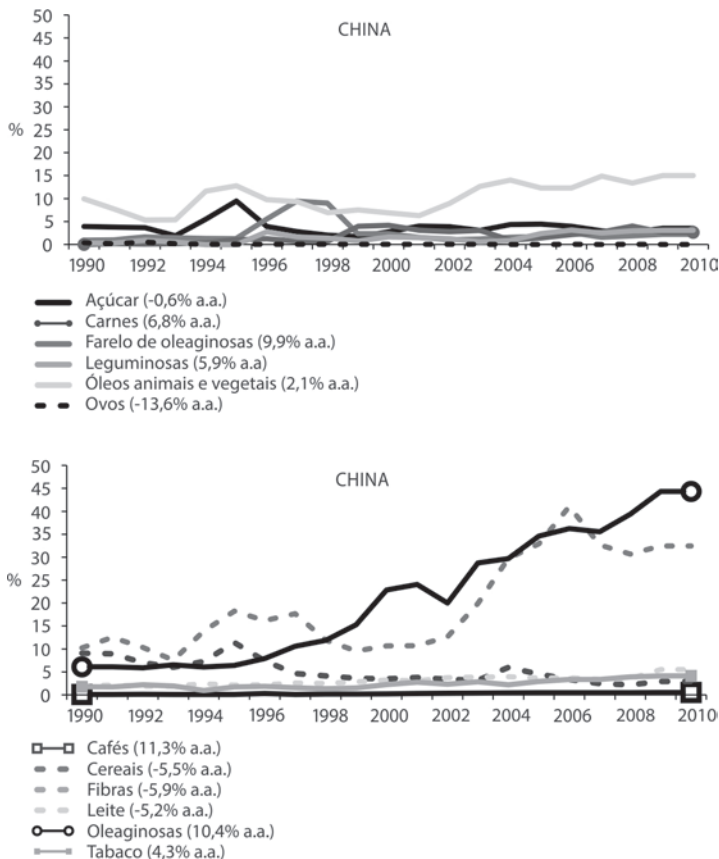 50
CHINA
45
40
35
30
%
25
20
15
10
5
0
1990 1992 1994 1996 1998 2000 2002 2004 2006 2008 2010
Açúcar (-0,6% a.a.)
Carnes (6,8% a.a.)
Farelo de oleaginosas (9,9% a.a.)
Leguminosas (5,9% a.a)
Óleos animais e vegetais (2,1% a.a.)
Ovos (-13,6% a.a.)
50
CHINA
45
40
35
30
%
25
20
15
10
5
0
1990 1992 1994 1996 1998 2000 2002 2004 2006 2008 2010
Cafés (11,3% a.a.)
Cereais (-5,5% a.a.)
Fibras (-5,9% a.a.)
Leite (-5,2% a.a.)
Oleaginosas (10,4% a.a.)
Tabaco (4,3% a.a.)